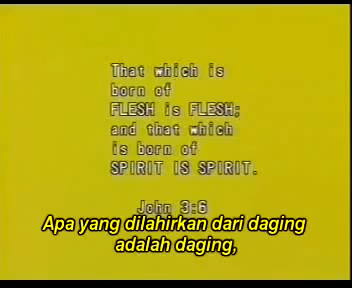 That which is
born of
FLESH is FLESH;
and that which
is born of
SPIRIT IS SPIRIT.
John 3:6
Apa yang dilahirkan dari daging
adalah daging,